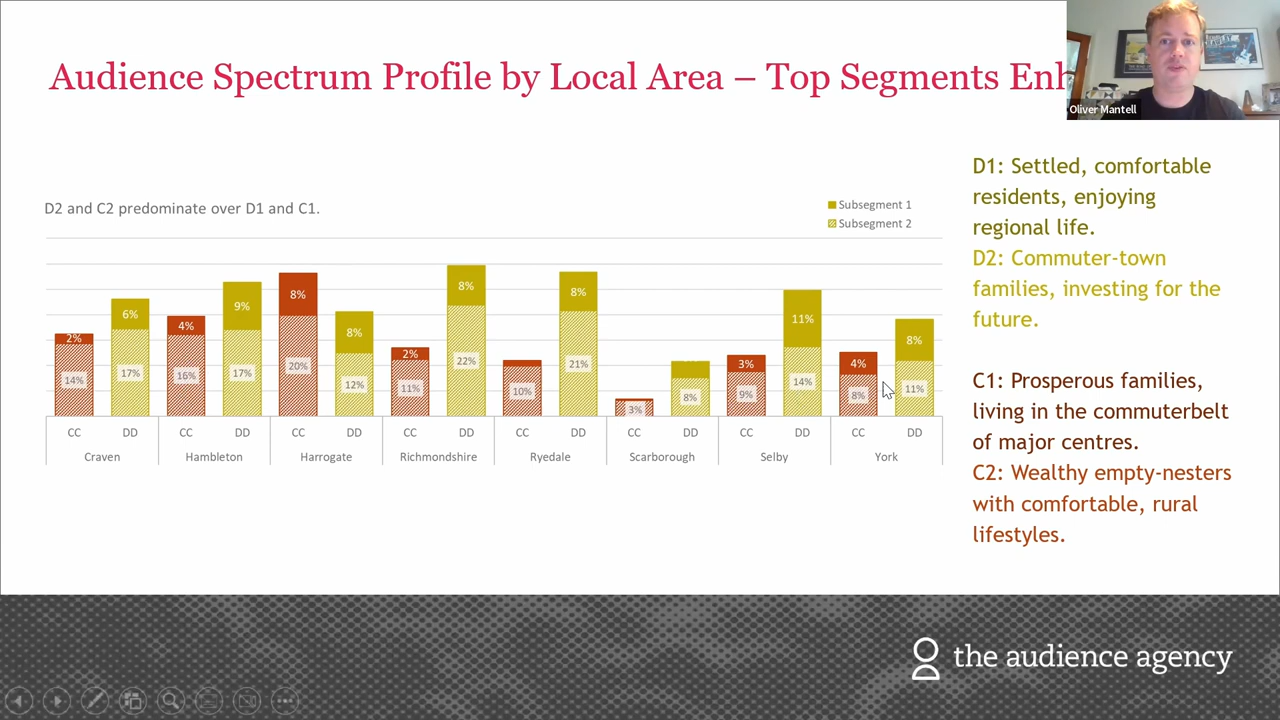 Audience Spectrum Profile by Local Area – Top Segments Enh
Oliver Mantell
D2 and C2 predominate over D1 and C1.
Subsegment 1
Subsegment 2
2% 6% 4% 9% 8% 8% 2% 8% 8% 3% 11% 4% 8%
14% 17% 16% 17% 20% 12% 11% 22% 10% 21% 3% 8% 9% 14% 8% 11%
CC DD CC DD CC DD CC DD CC DD CC DD CC DD CC DD
Craven Hambleton Harrogate Richmondshire Ryedale Scarborough Selby York
D1: Settled, comfortable
residents, enjoying
regional life.
D2: Commuter-town
families, investing for the
future.
C1: Prosperous families,
living in the commuterbelt
of major centres.
C2: Wealthy empty-nesters
with comfortable, rural
lifestyles.
the audience agency